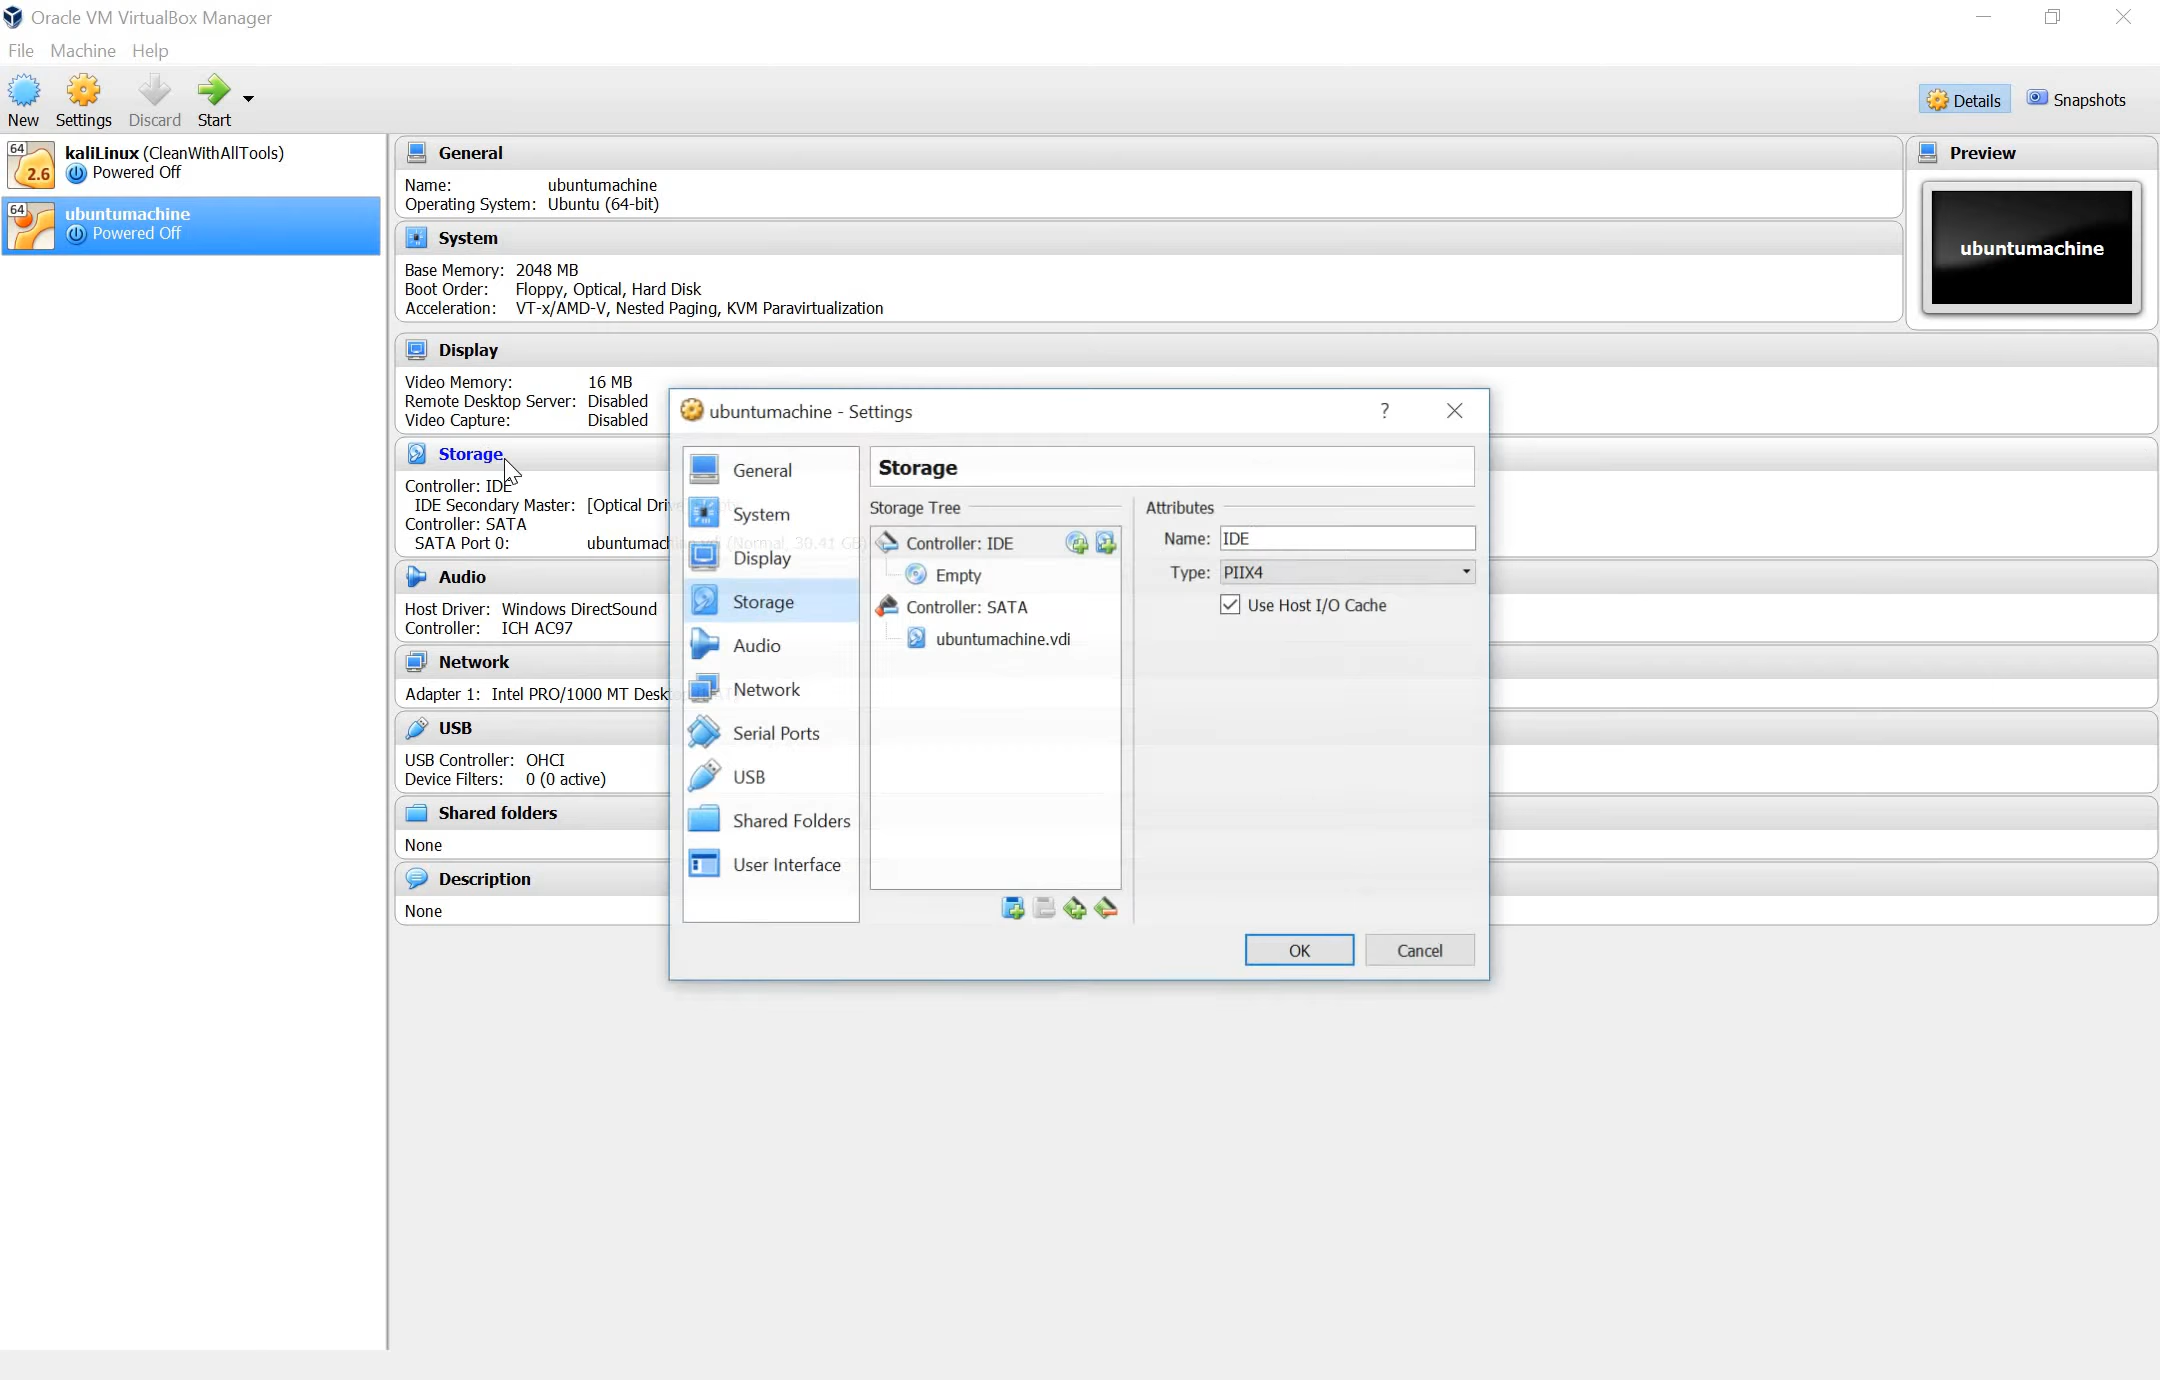 Oracle VM VirtualBox Manager
File Machine Help
New Settings Discard Start
Details Snapshots
64
2.6
kaliLinux (CleanWithAllTools)
Powered Off
64
ubuntumachine
Powered Off
General
Name: ubuntumachine
Operating System: Ubuntu (64-bit)
System
Base Memory: 2048 MB
Boot Order: Floppy, Optical, Hard Disk
Acceleration: VT-x/AMD-V, Nested Paging, KVM Paravirtualization
Preview
ubuntumachine
Display
Video Memory: 16 MB
Remote Desktop Server: Disabled
Video Capture: Disabled
Storage
Controller: IDE
IDE Secondary Master: [Optical Dri
Controller: SATA
SATA Port 0: ubuntumach (Normal, 30.41 GB)
Audio
Host Driver: Windows DirectSound
Controller: ICH AC97
Network
Adapter 1: Intel PRO/1000 MT Desk
USB
USB Controller: OHCI
Device Filters: 0 (0 active)
Shared folders
None
Description
None
ubuntumachine - Settings
?
General
System
Display
Storage
Audio
Network
Serial Ports
USB
Shared Folders
User Interface
Storage
Storage Tree
Controller: IDE
Empty
Controller: SATA
ubuntumachine.vdi
Attributes
Name: IDE
Type: PIIX4
Use Host I/O Cache
OK Cancel